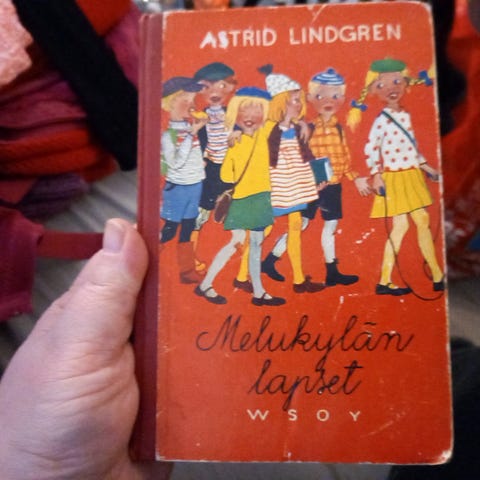 ASTRID LINDGREN
Melukylän
lapset
WSOY